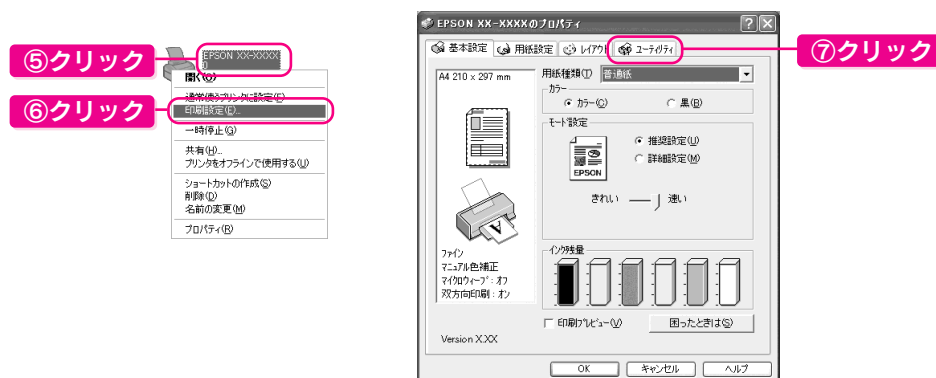 ⑤クリック
EPSON XX-XXXX
0
開く(O)
通常使うプリンタに設定(F)
⑥クリック
印刷設定(E)...
一時停止(G)
共有(H)...
プリンタをオフラインで使用する(U)
ショートカットの作成(S)
削除(D)
名前の変更(M)
プロパティ(R)
EPSON XX-XXXXのプロパティ
基本設定
用紙設定
レイアウト
ユーティリティ
⑦クリック
A4 210 x 297 mm
用紙種類(T)
普通紙
カラー
カラー(C)
黒(B)
モード設定
推奨設定(U)
詳細設定(M)
EPSON
きれい
速い
A
ファイン
マニュアル色補正
マイクロウィーブ: オフ
双方向印刷: オン
インク残量
印刷プレビュー(V)
困ったときは(S)
Version X.XX
OK
キャンセル
ヘルプ